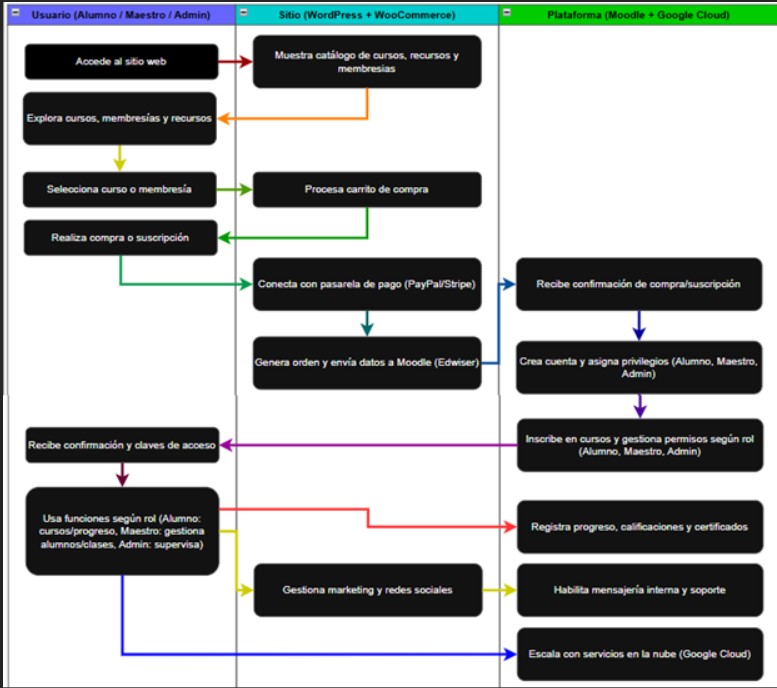 Usuario (Alumno / Maestro / Admin)
Sitio (WordPress + WooCommerce)
Plataforma (Moodle + Google Cloud)
Accede al sitio web
Muestra catálogo de cursos, recursos y
membresias
Explora cursos, membresías y recursos
Selecciona curso o membresía
Procesa carrito de compra
Realiza compra o suscripción
Conecta con pasarela de pago (PayPal/Stripe)
Recibe confirmación de compra/suscripción
Genera orden y envía datos a Moodle (Edwiser)
Crea cuenta y asigna privilegios (Alumno, Maestro,
Admin)
Recibe confirmación y claves de acceso
Inscribe en cursos y gestiona permisos según rol
(Alumno, Maestro, Admin)
Usa funciones según rol (Alumno:
cursos/progreso, Maestro: gestiona
alumnos/clases, Admin: supervisa)
Registra progreso, calificaciones y certificados
Gestiona marketing y redes sociales
Habilita mensajería interna y soporte
Escala con servicios en la nube (Google Cloud)